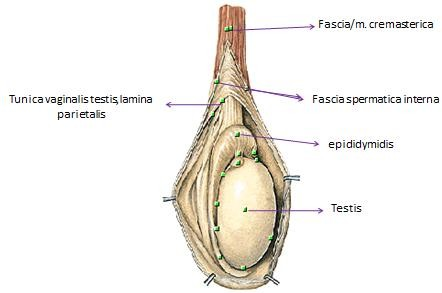 Fascia/m. cremasterica
Tunica vaginalis testis,lamina
parietalis
Fascia spermatica interna
epididymidis
Testis